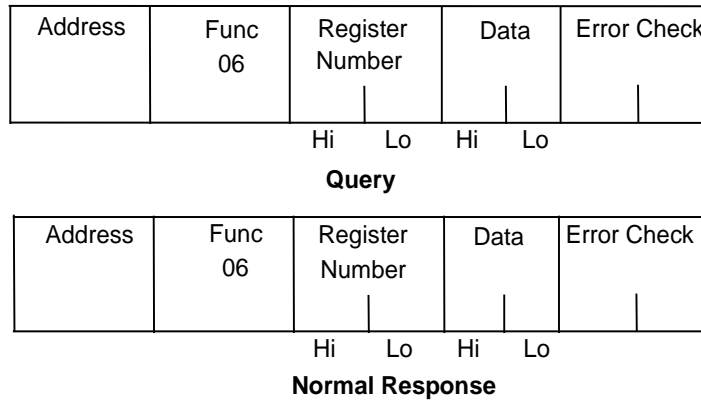 Address Func Register Data Error Check
06 Number
Hi Lo Hi Lo
Query
Address Func Register Data Error Check
06 Number
Hi Lo Hi Lo
Normal Response